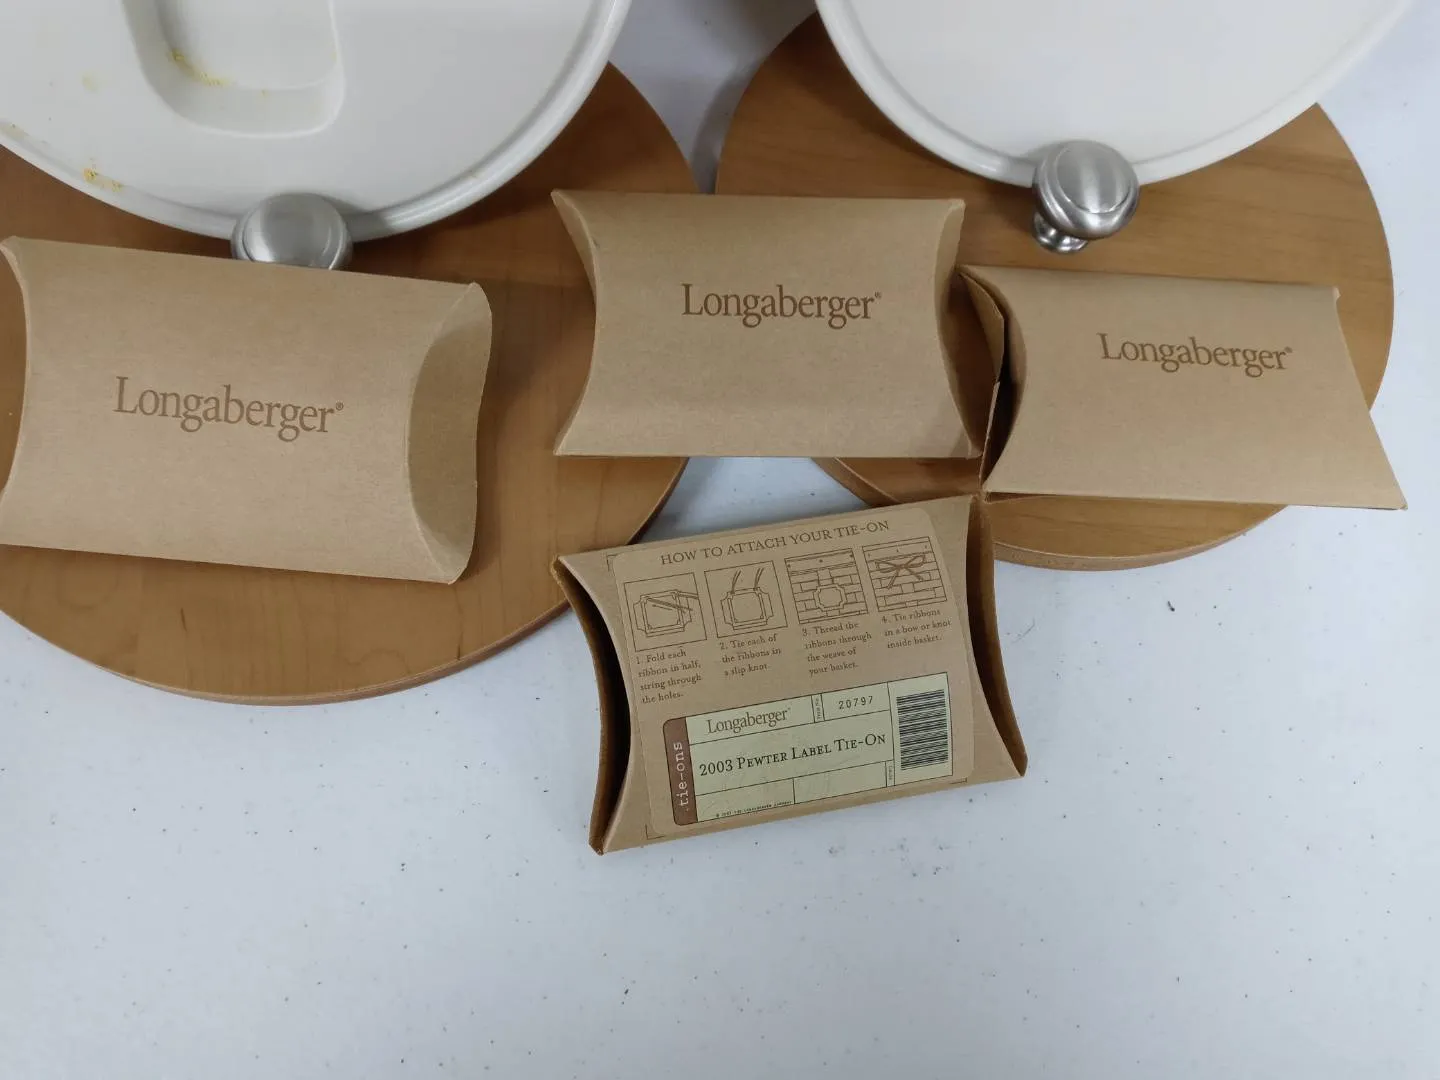 Longaberger®
Longaberger®
Longaberger®
HOW TO ATTACH YOUR TIE-ON
1. Fold each
ribbon in half,
string through
the holes.
2. Tie each of
the ribbons in
a slip knot.
3. Thread the
ribbons through
the weave of
your basket.
4. Tie ribbons
in a bow or knot
inside basket.
tie-ons
Longaberger®
20797
2003 PEWTER LABEL TIE-ON